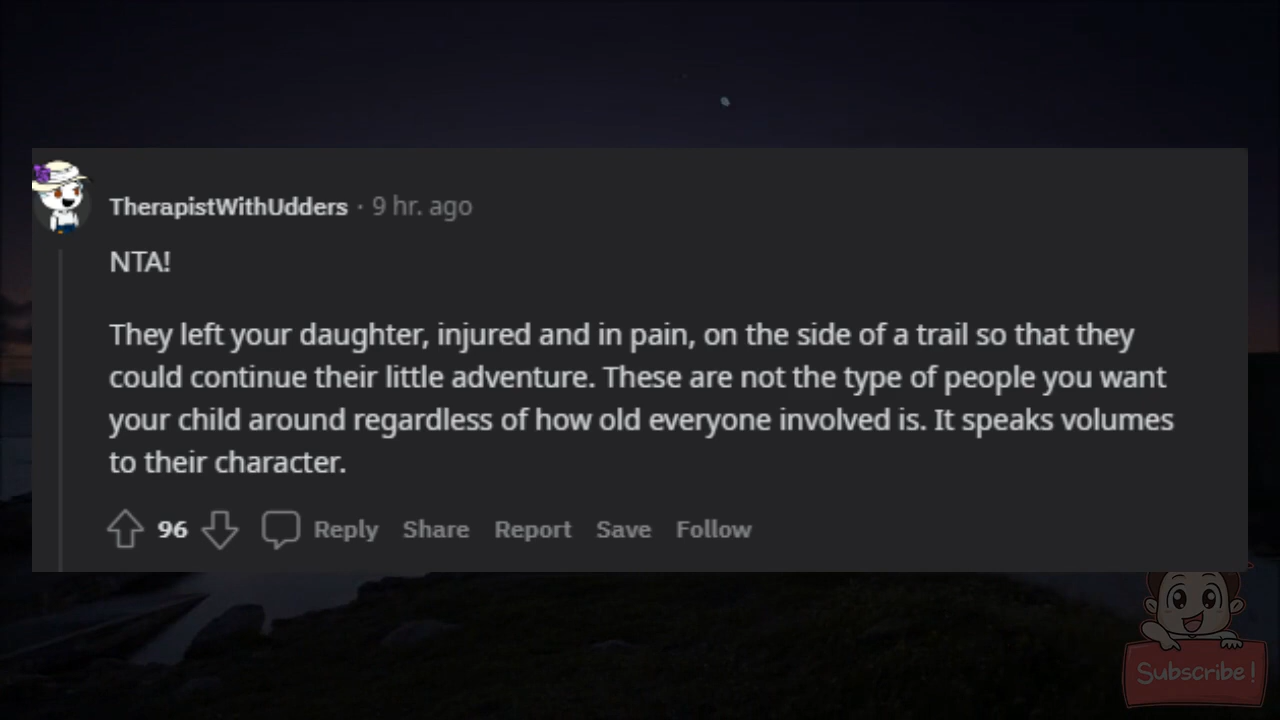 TherapistWithUdders · 9 hr. ago
NTA!
They left your daughter, injured and in pain, on the side of a trail so that they
could continue their little adventure. These are not the type of people you want
your child around regardless of how old everyone involved is. It speaks volumes
to their character.
96 Reply Share Report Save Follow
Subscribe!